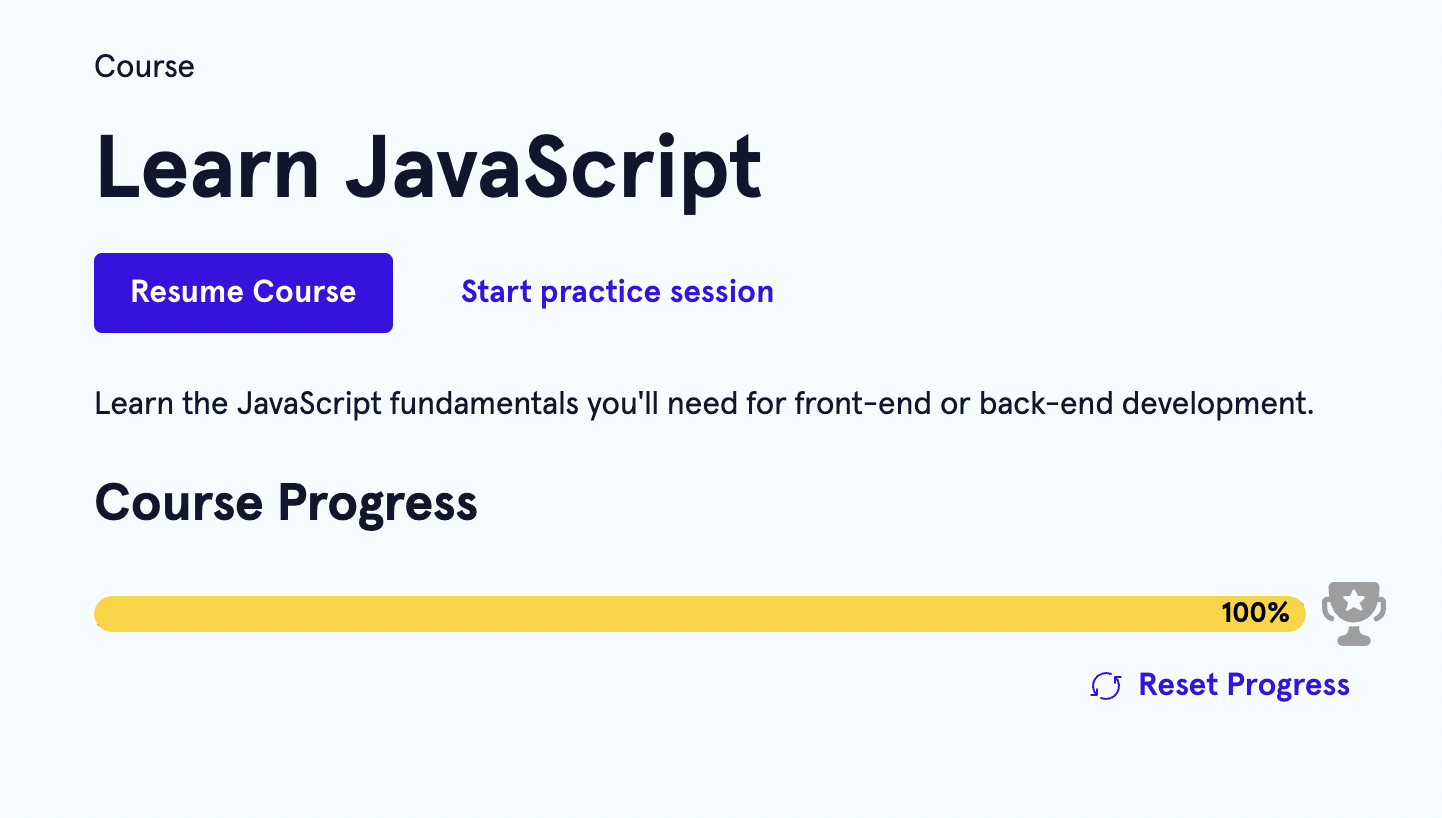 Course
Learn JavaScript
Resume Course
Start practice session
Learn the JavaScript fundamentals you'll need for front-end or back-end development.
Course Progress
100%
Reset Progress